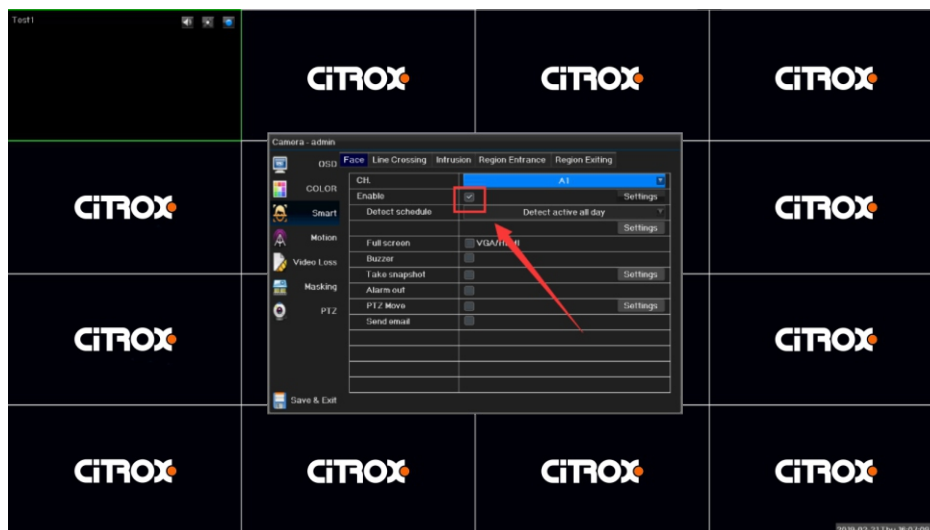 Test1
CiTROX
CiTROX
CiTROX
Camera - admin
OSD
Face Line Crossing Intrusion Region Entrance Region Exiting
CH. A1
COLOR
Enable Settings
CiTROX
Smart
Detect schedule Detect active all day
CiTROX
Settings
Motion
Full screen VGA/HDMI
Buzzer
Video Loss
Take snapshot Settings
Masking
Alarm out
PTZ
PTZ Move Settings
Send email
CiTROX
CiTROX
Save & Exit
CiTROX
CiTROX
CiTROX
CiTROX